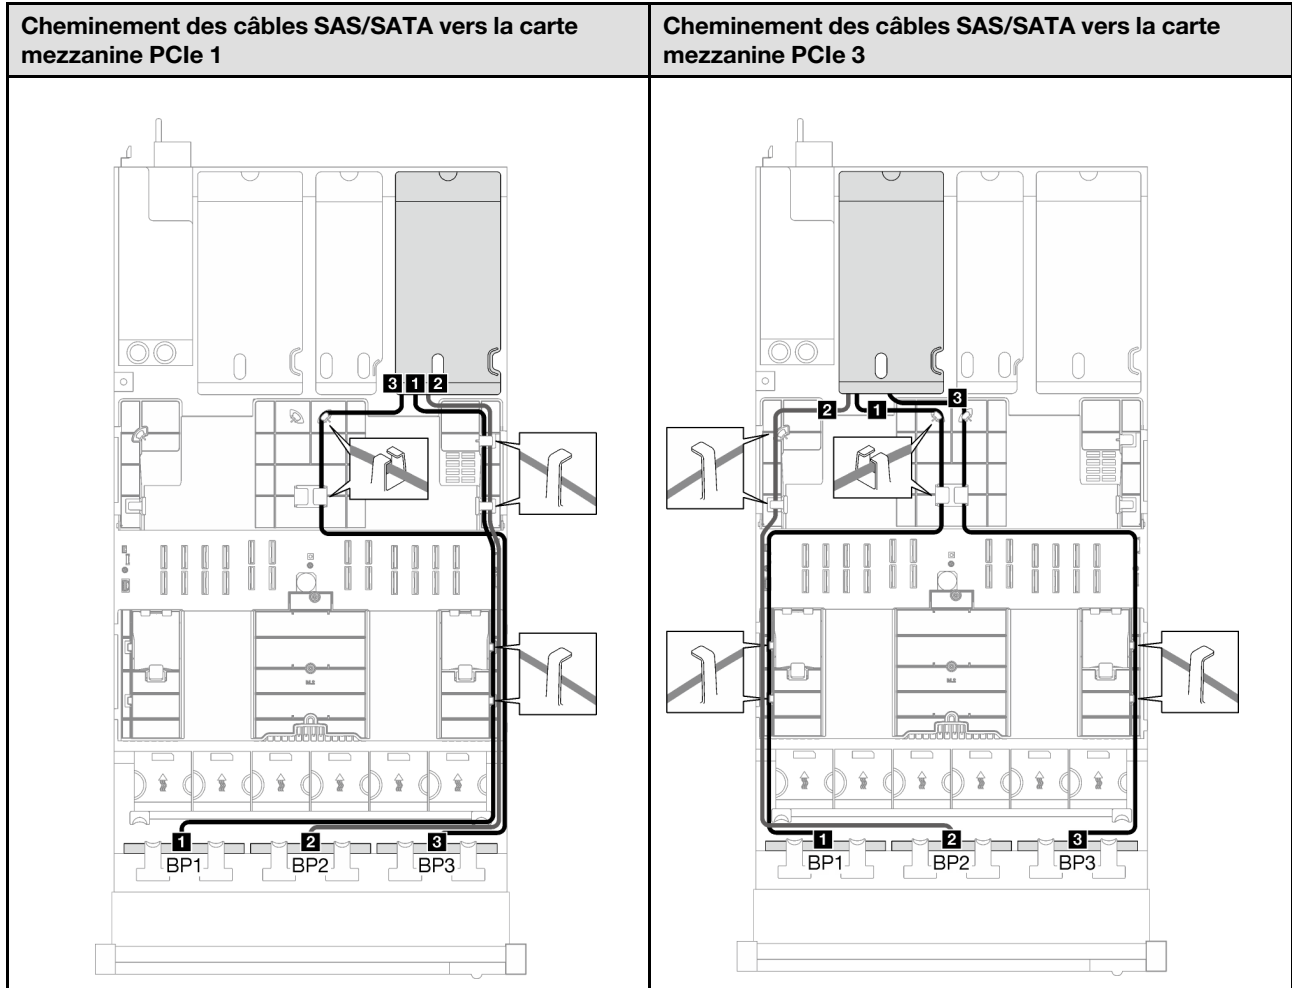 Cheminement des câbles SAS/SATA vers la carte
mezzanine PCIe 1
Cheminement des câbles SAS/SATA vers la carte
mezzanine PCIe 3
3 1 2
1 2 3
BP1 BP2 BP3
2 1 3
1 2 3
BP1 BP2 BP3